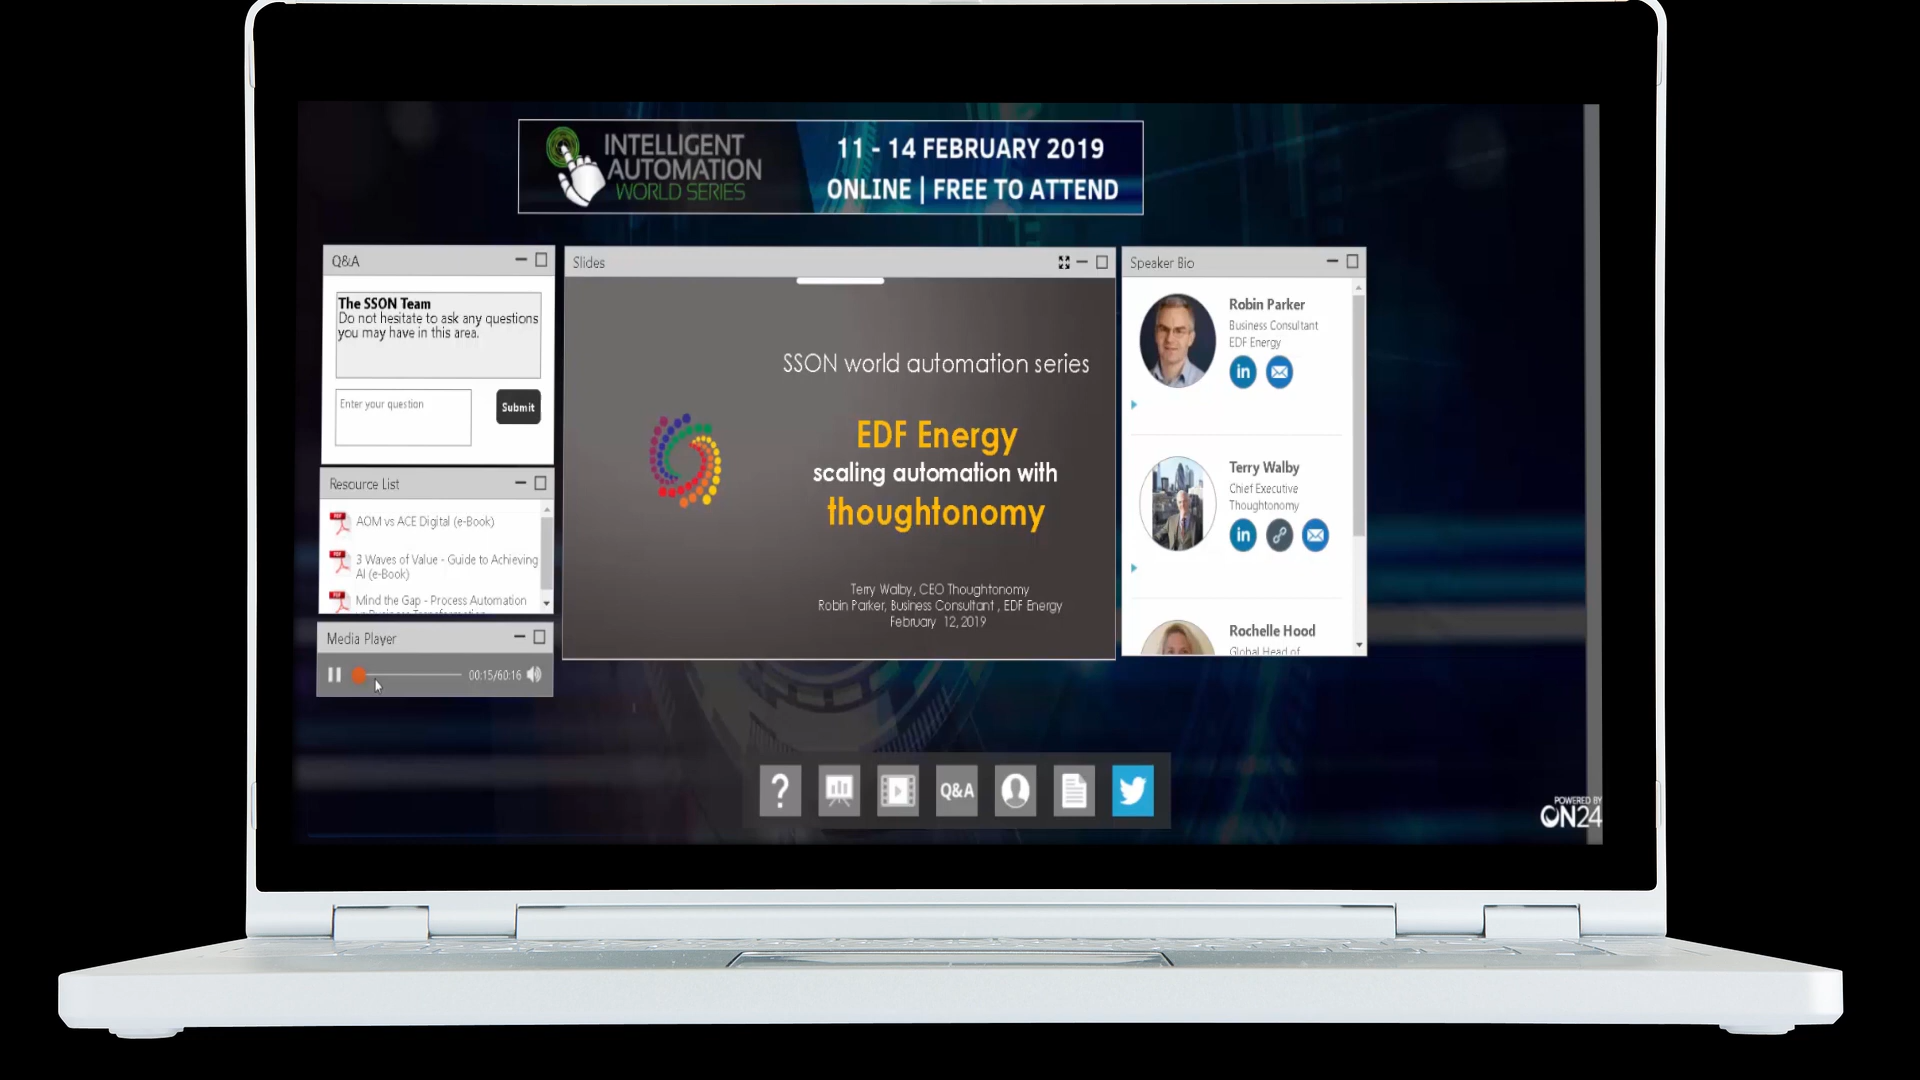 INTELLIGENT
AUTOMATION
WORLD SERIES
11 - 14 FEBRUARY 2019
ONLINE | FREE TO ATTEND
Q&A
The SSON Team
Do not hesitate to ask any questions
you may have in this area.
Enter your question
Submit
Resource List
AOM vs ACE Digital (e-Book)
3 Waves of Value - Guide to Achieving
AI (e-Book)
Mind the Gap - Process Automation
Media Player
00:15/60:16
Slides
SSON world automation series
EDF Energy
scaling automation with
thoughtonomy
Terry Walby, CEO Thoughtonomy
Robin Parker, Business Consultant , EDF Energy
February 12, 2019
Speaker Bio
Robin Parker
Business Consultant
EDF Energy
in
Terry Walby
Chief Executive
Thoughtonomy
in
Rochelle Hood
Global Head of
?
Q&A
POWERED BY
ON24